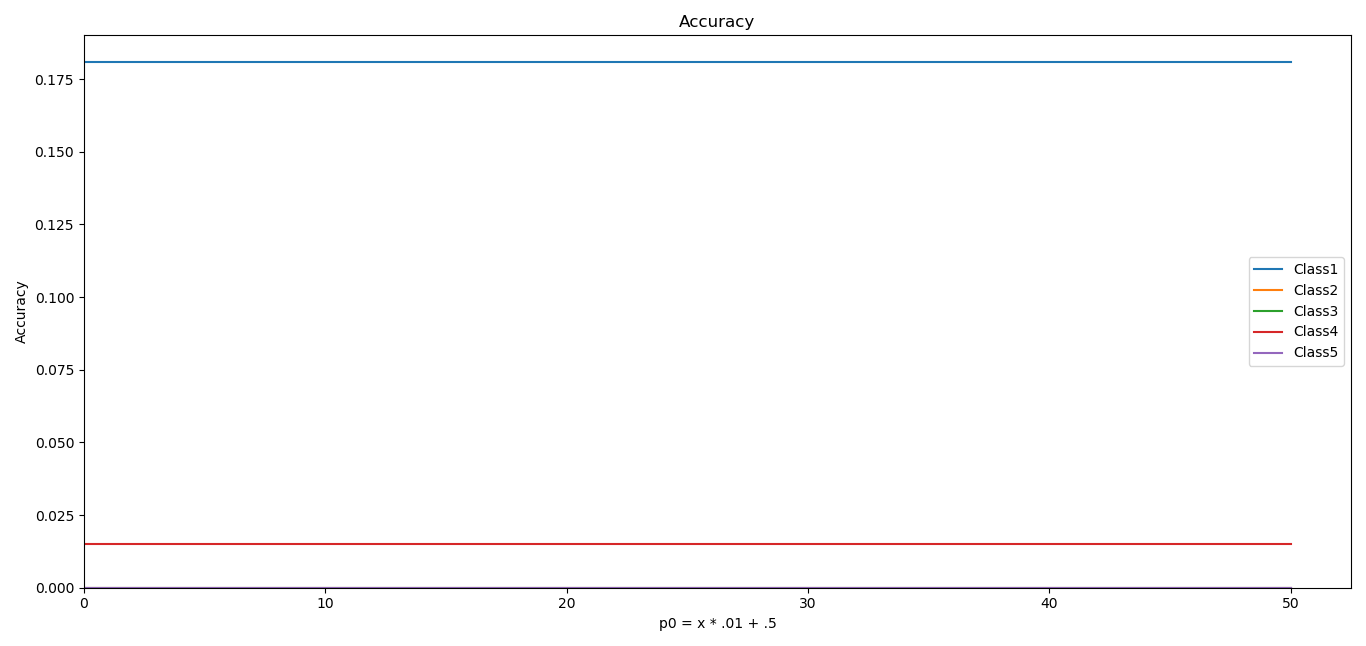 Accuracy
0.175
0.150
0.125
0.100
0.075
0.050
0.025
0.000
Accuracy
Class1
Class2
Class3
Class4
Class5
0 10 20 30 40 50
p0 = x * .01 + .5